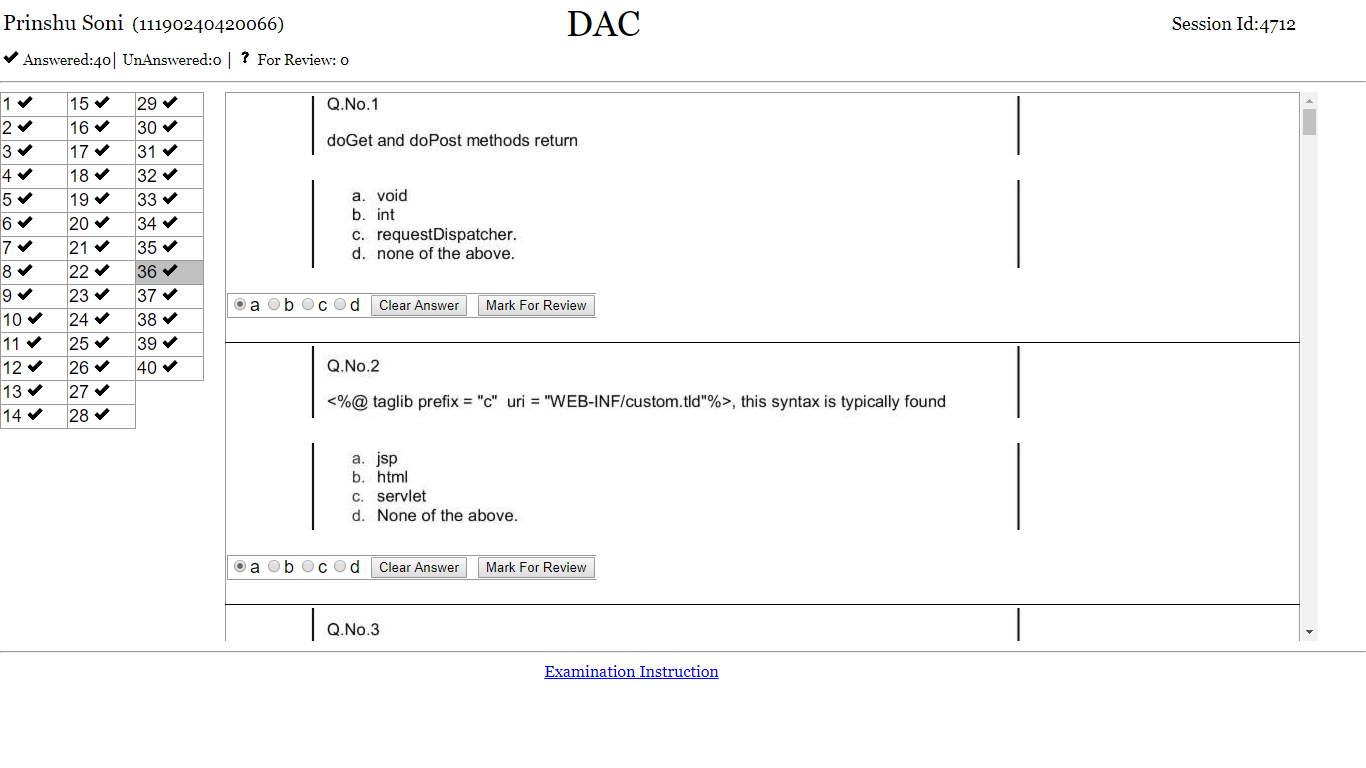 Prinshu Soni (11190240420066)
DAC
Session Id:4712
✔ Answered:40| UnAnswered:0 | ? For Review: 0
1 ✔ 15 ✔ 29 ✔
2 ✔ 16 ✔ 30 ✔
3 ✔ 17 ✔ 31 ✔
4 ✔ 18 ✔ 32 ✔
5 ✔ 19 ✔ 33 ✔
6 ✔ 20 ✔ 34 ✔
7 ✔ 21 ✔ 35 ✔
8 ✔ 22 ✔ 36 ✔
9 ✔ 23 ✔ 37 ✔
10 ✔ 24 ✔ 38 ✔
11 ✔ 25 ✔ 39 ✔
12 ✔ 26 ✔ 40 ✔
13 ✔ 27 ✔
14 ✔ 28 ✔
Q.No.1
doGet and doPost methods return
a. void
b. int
c. requestDispatcher.
d. none of the above.
a b c d Clear Answer Mark For Review
Q.No.2
<%@ taglib prefix = "c" uri = "WEB-INF/custom.tld"%>, this syntax is typically found
a. jsp
b. html
c. servlet
d. None of the above.
a b c d Clear Answer Mark For Review
Q.No.3
Examination Instruction